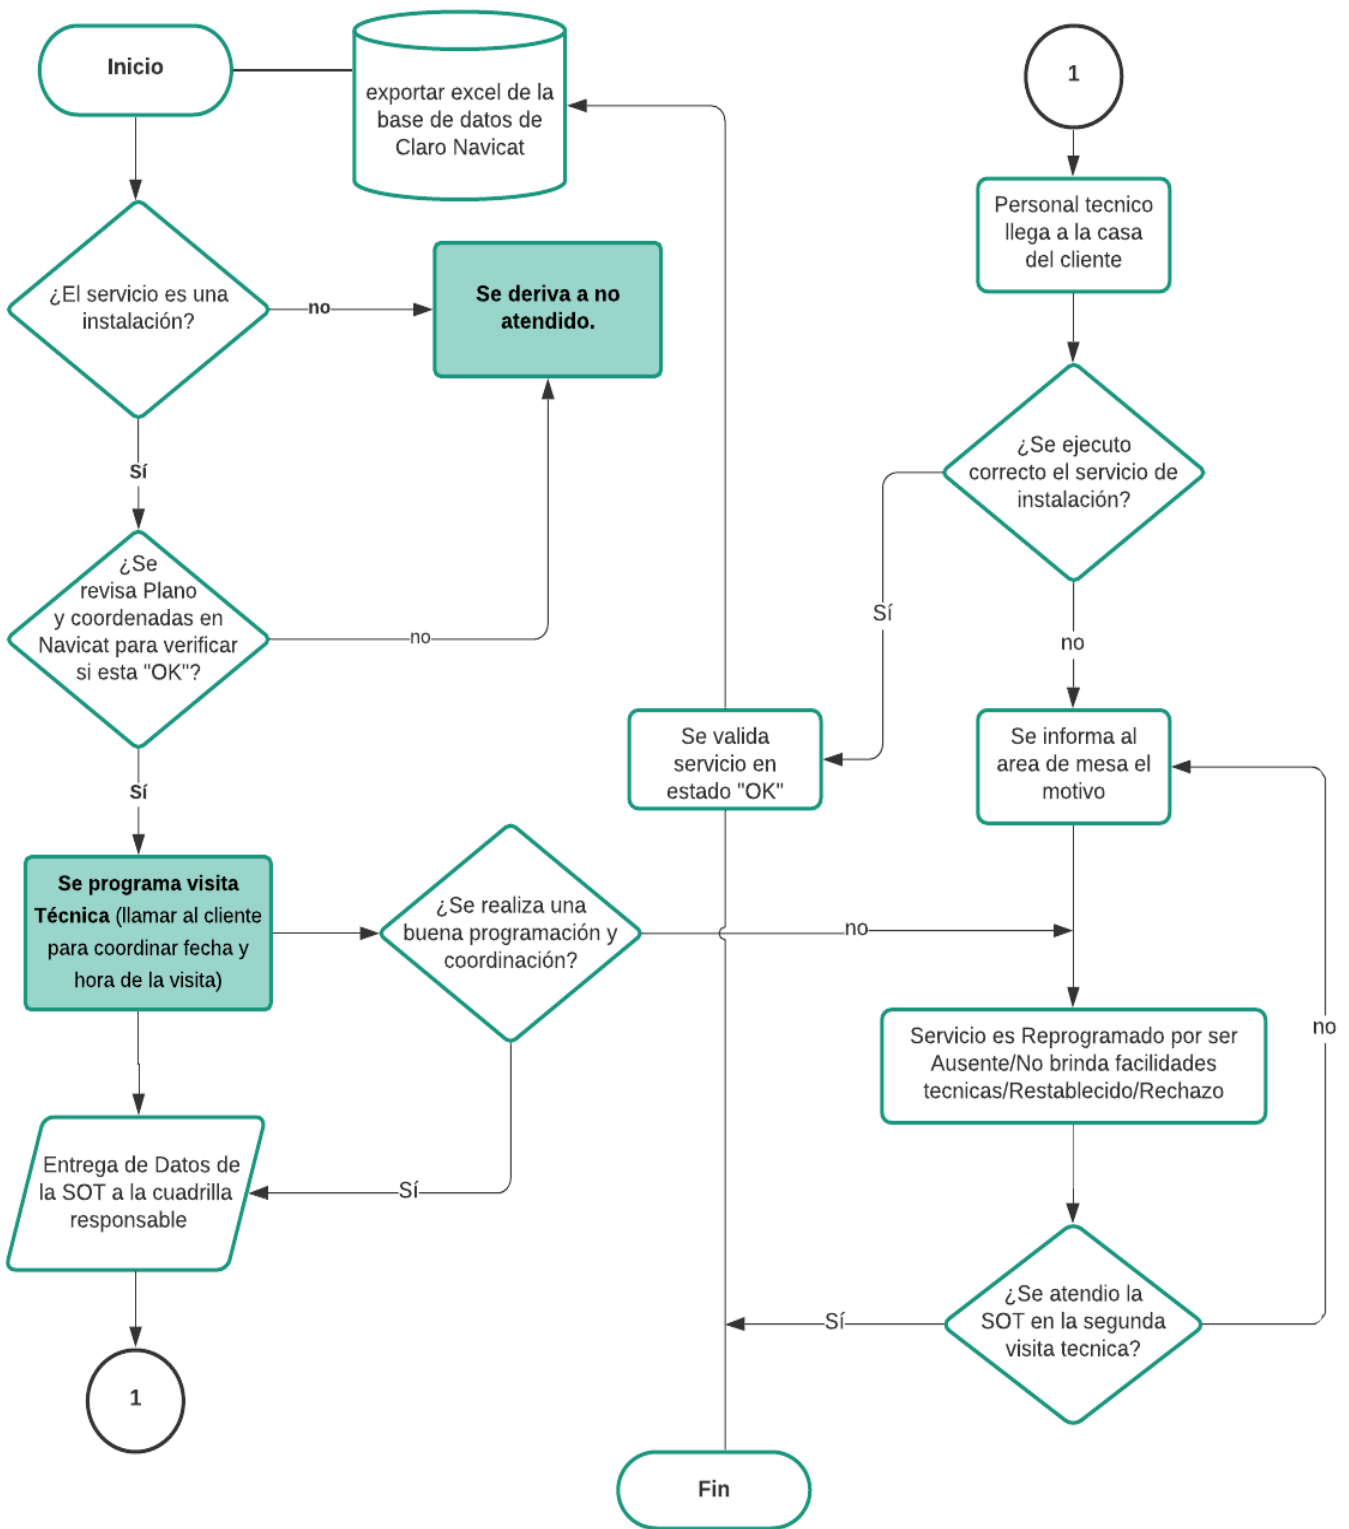 Inicio
exportar excel de la
base de datos de
Claro Navicat
¿El servicio es una
instalación?
no
Se deriva a no
atendido.
Sí
¿Se
revisa Plano
y coordenadas en
Navicat para verificar
si esta "OK"?
no
Sí
Se programa visita
Técnica (llamar al cliente
para coordinar fecha y
hora de la visita)
¿Se realiza una
buena programación y
coordinación?
no
Sí
Entrega de Datos de
la SOT a la cuadrilla
responsable
1
1
Personal tecnico
llega a la casa
del cliente
¿Se ejecuto
correcto el servicio de
instalación?
Sí
no
Se valida
servicio en
estado "OK"
Se informa al
area de mesa el
motivo
Servicio es Reprogramado por ser
Ausente/No brinda facilidades
tecnicas/Restablecido/Rechazo
no
¿Se atendio la
SOT en la segunda
visita tecnica?
Sí
Fin